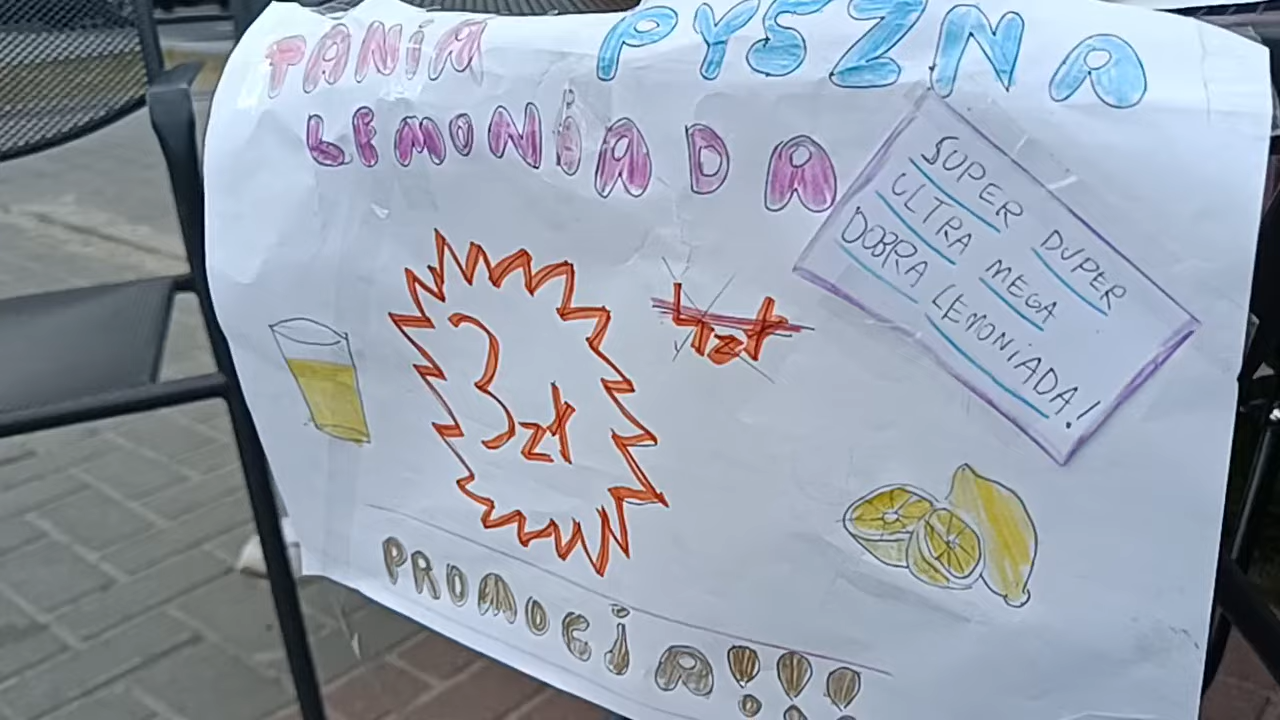 TANiA PYSZNA
LEMONiADA
SUPER DUPER
ULTRA MEGA
DOBRA LEMONiADA!
4zł
3zł
PROMOCjA!!!